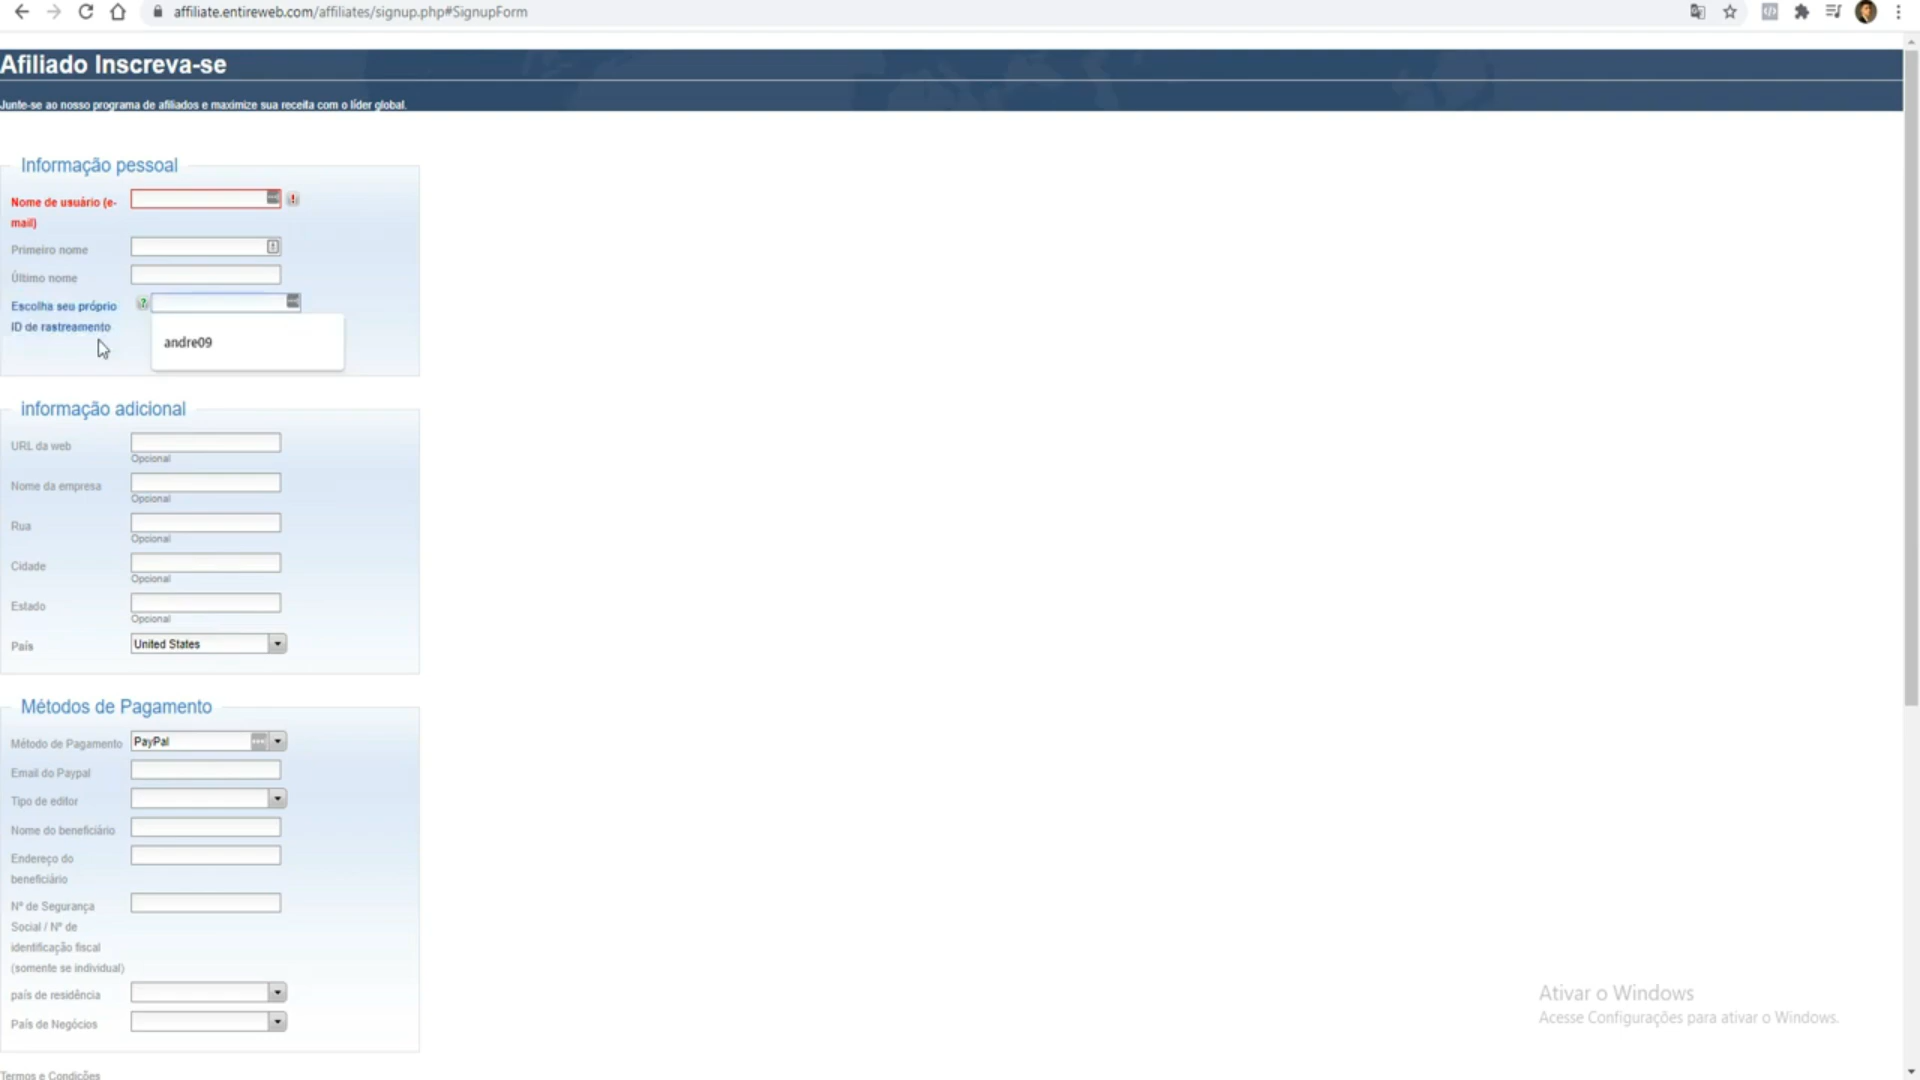 affiliate.entireweb.com/affiliates/signup.php#SignupForm
Afiliado Inscreva-se
Junte-se ao nosso programa de afiliados e maximize sua receita com o líder global.
Informação pessoal
Nome de usuário (e-
mail)
Primeiro nome
Último nome
Escolha seu próprio
ID de rastreamento
andre09
informação adicional
URL da web
Opcional
Nome da empresa
Opcional
Rua
Opcional
Cidade
Opcional
Estado
Opcional
País
United States
Métodos de Pagamento
Método de Pagamento
PayPal
Email do Paypal
Tipo de editor
Nome do beneficiário
Endereço do
beneficiário
Nº de Segurança
Social / Nº de
identificação fiscal
(somente se individual)
país de residência
País de Negócios
Termos e Condições
Ativar o Windows
Acesse Configurações para ativar o Windows.